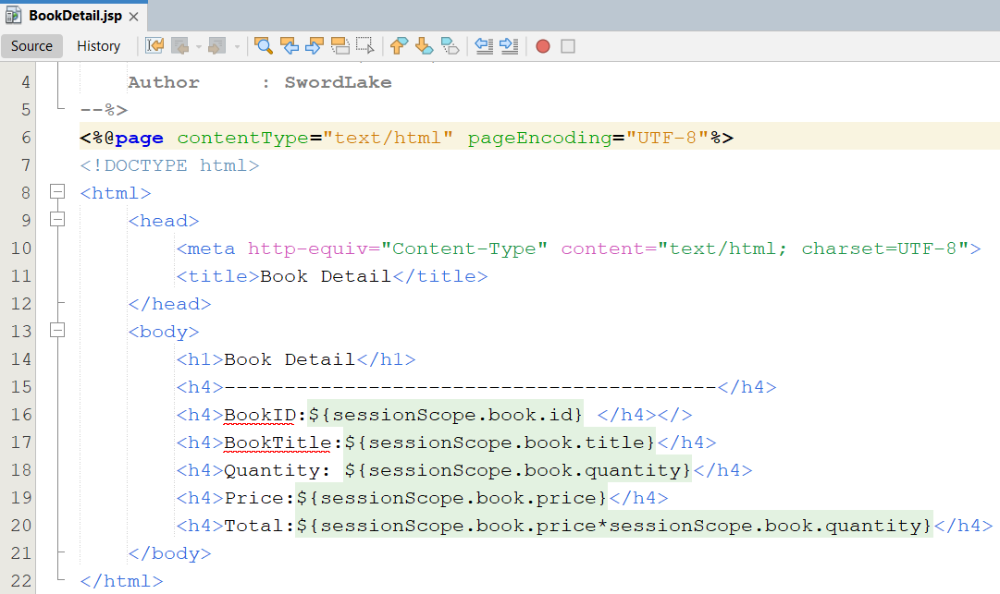 BookDetail.jsp
Source History
4 Author : SwordLake
5 --%>
6 <%@page contentType="text/html" pageEncoding="UTF-8"%>
7 <!DOCTYPE html>
8 <html>
9 <head>
10 <meta http-equiv="Content-Type" content="text/html; charset=UTF-8">
11 <title>Book Detail</title>
12 </head>
13 <body>
14 <h1>Book Detail</h1>
15 <h4>-----------------------------------------</h4>
16 <h4>BookID:${sessionScope.book.id} </h4></>
17 <h4>BookTitle:${sessionScope.book.title}</h4>
18 <h4>Quantity: ${sessionScope.book.quantity}</h4>
19 <h4>Price:${sessionScope.book.price}</h4>
20 <h4>Total:${sessionScope.book.price*sessionScope.book.quantity}</h4>
21 </body>
22 </html>